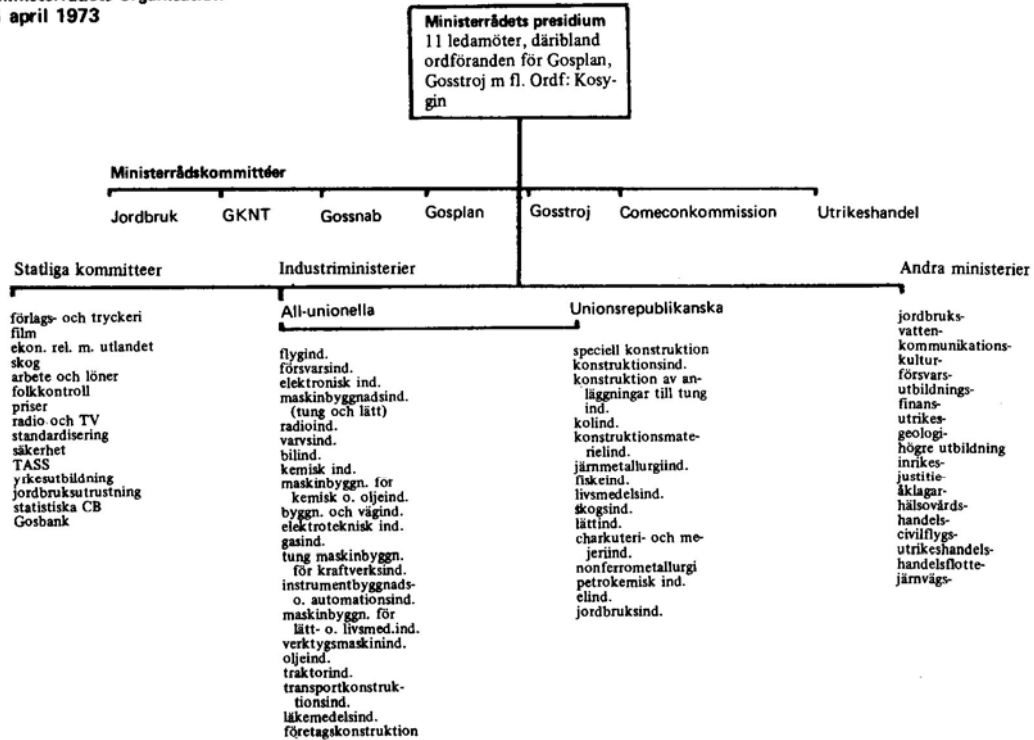 april 1973
Ministerrådets presidium
11 ledamöter, däribland
ordföranden för Gosplan,
Gosstroj m fl. Ordf: Kosy-
gin
Ministerrådskommittéer
Jordbruk GKNT Gossnab Gosplan Gosstroj Comeconkommission Utrikeshandel
Statliga kommitteer
förlags- och tryckeri
film
ekon. rel. m. utlandet
skog
arbete och löner
folkkontroll
priser
radio och TV
standardisering
säkerhet
TASS
yrkesutbildning
jordbruksutrustning
statistiska CB
Gosbank
Industriministerier
All-unionella
flygind.
försvarsind.
elektronisk ind.
maskinbyggnadsind.
(tung och lätt)
radioind.
varvsind.
bilind.
kemisk ind.
maskinbyggn. för
kemisk o. oljeind.
byggn. och vägind.
elektroteknisk ind.
gasind.
tung maskinbyggn.
för kraftverksind.
instrumentbyggnads-
o. automationsind.
maskinbyggn. för
lätt- o. livsmed.ind.
verktygsmaskinind.
oljeind.
traktorind.
transportkonstruk-
tionsind.
läkemedelsind.
företagskonstruktion
Unionsrepublikanska
speciell konstruktion
konstruktionsind.
konstruktion av an-
läggningar till tung
ind.
kolind.
konstruktionsmate-
rielind.
järnmetallurgiind.
fiskeind.
livsmedelsind.
skogsind.
lättind.
charkuteri- och me-
jeriind.
nonferrometallurgi
petrokemisk ind.
elind.
jordbruksind.
Andra ministerier
jordbruks-
vatten-
kommunikations-
kultur-
försvars-
utbildnings-
finans-
utrikes-
geologi-
högre utbildning
inrikes-
justitie-
åklagar-
hälsovårds-
handels-
civilflygs-
utrikeshandels-
handelsflotte-
järnvägs-